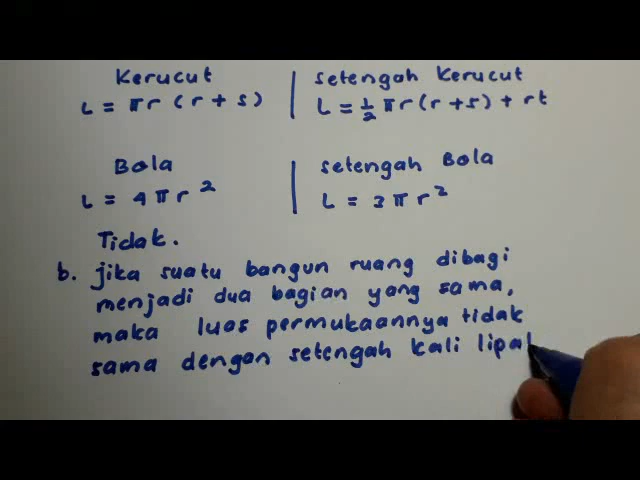 Kerucut | setengah Kerucut
L = πr (r + s) | L = ½ πr (r + s) + rt
Bola | setengah Bola
L = 4πr² | L = 3πr²
Tidak.
b. jika suatu bangun ruang dibagi
menjadi dua bagian yang sama,
maka luas permukaannya tidak
sama dengan setengah kali lipa